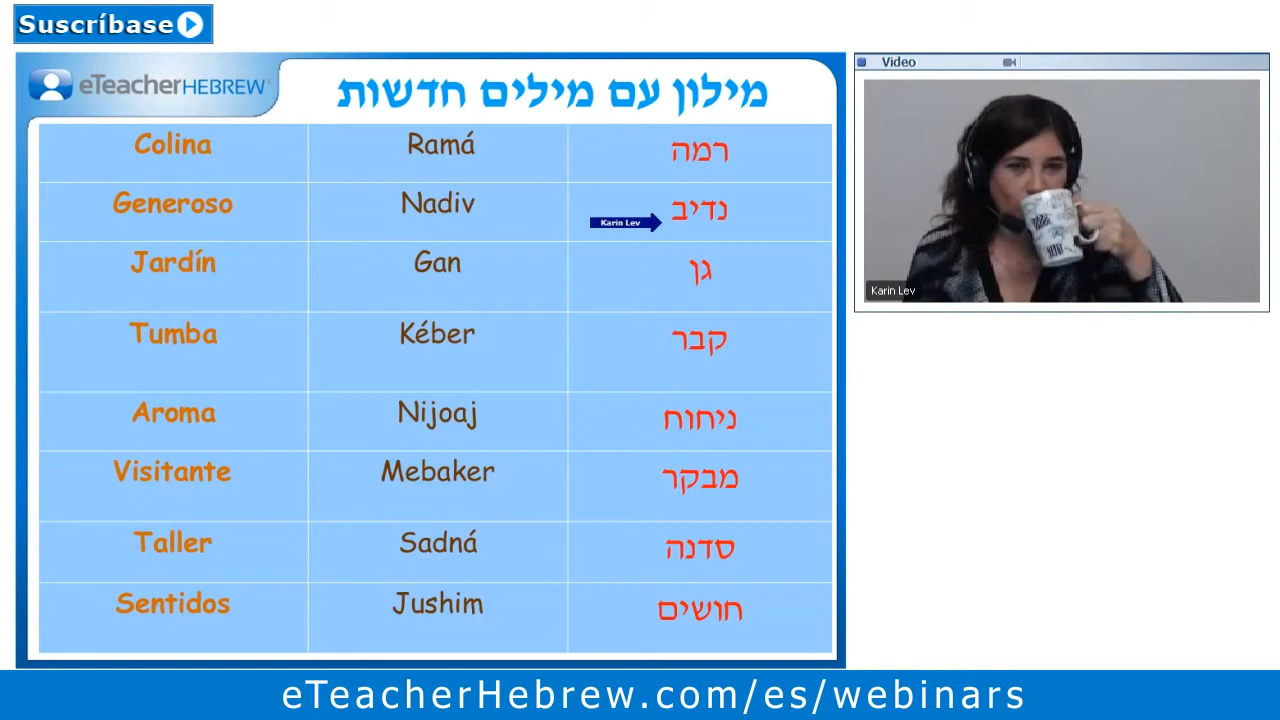 Suscríbase
eTeacherHEBREW
מילון עם מילים חדשות
Colina Ramá רמה
Generoso Nadiv נדיב
Karin Lev
Jardín Gan גן
Tumba Kéber קבר
Aroma Nijoaj ניחוח
Visitante Mebaker מבקר
Taller Sadná סדנה
Sentidos Jushim חושים
Video
Karin Lev
eTeacherHebrew.com/es/webinars